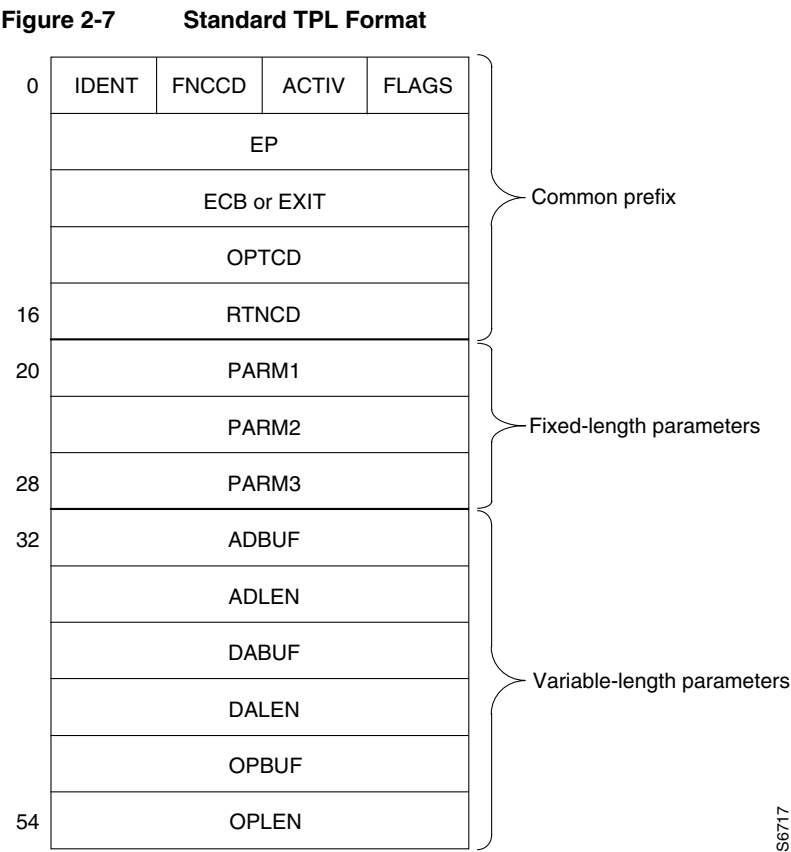 Figure 2-7 Standard TPL Format
0 IDENT FNCCD ACTIV FLAGS
EP
ECB or EXIT
Common prefix
OPTCD
16 RTNCD
20 PARM1
PARM2
Fixed-length parameters
28 PARM3
32 ADBUF
ADLEN
DABUF
Variable-length parameters
DALEN
OPBUF
54 OPLEN
S6717